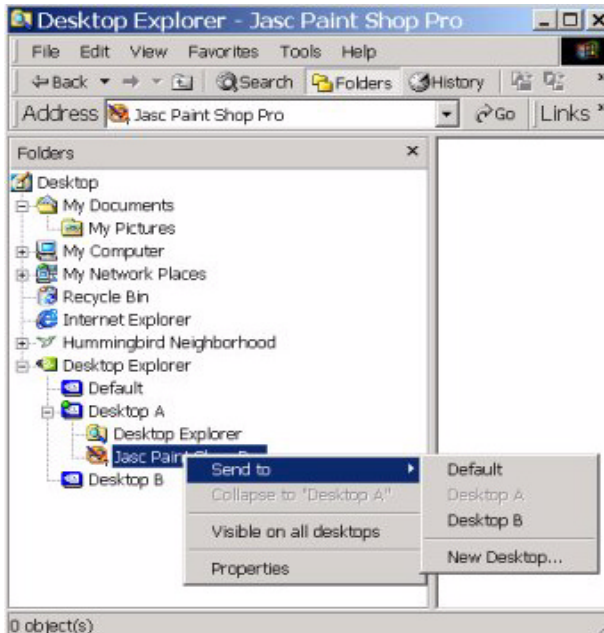 Desktop Explorer - Jasc Paint Shop Pro
File Edit View Favorites Tools Help
Back Search Folders History
Address Jasc Paint Shop Pro Go Links
Folders
Desktop
My Documents
My Pictures
My Computer
My Network Places
Recycle Bin
Internet Explorer
Hummingbird Neighborhood
Desktop Explorer
Default
Desktop A
Desktop Explorer
Jasc Paint Shop Pro
Desktop B
Send to
Collapse to "Desktop A"
Visible on all desktops
Properties
Default
Desktop A
Desktop B
New Desktop...
0 object(s)